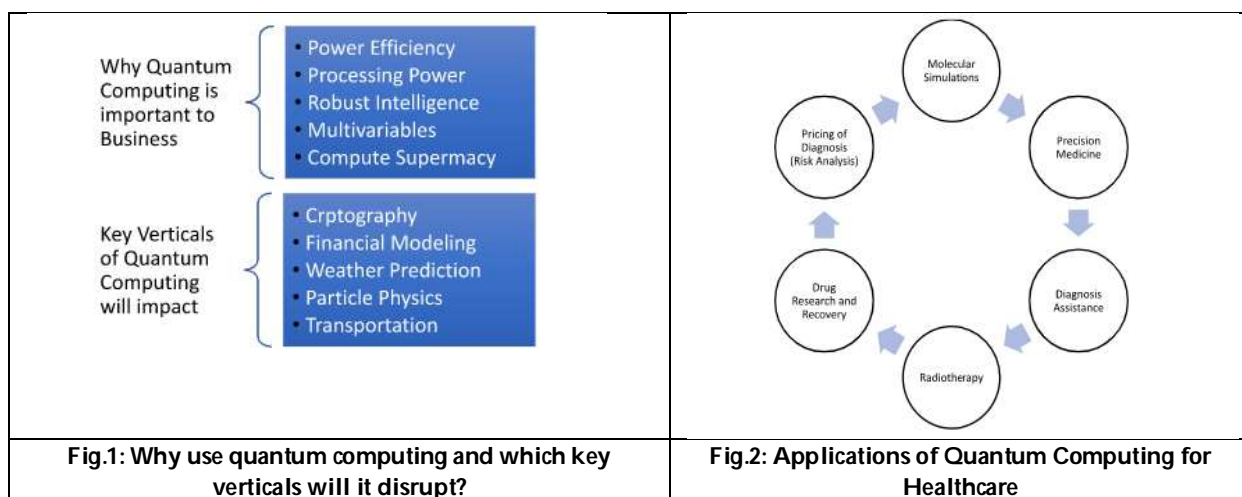 Why Quantum
Computing is
important to
Business
• Power Efficiency
• Processing Power
• Robust Intelligence
• Multivariables
• Compute Supermacy
Key Verticals
of Quantum
Computing
will impact
• Crptography
• Financial Modeling
• Weather Prediction
• Particle Physics
• Transportation
Fig.1: Why use quantum computing and which key
verticals will it disrupt?
Molecular
Simulations
Precision
Medicine
Diagnosis
Assistance
Radiotherapy
Drug
Research and
Recovery
Pricing of
Diagnosis
(Risk Analysis)
Fig.2: Applications of Quantum Computing for
Healthcare